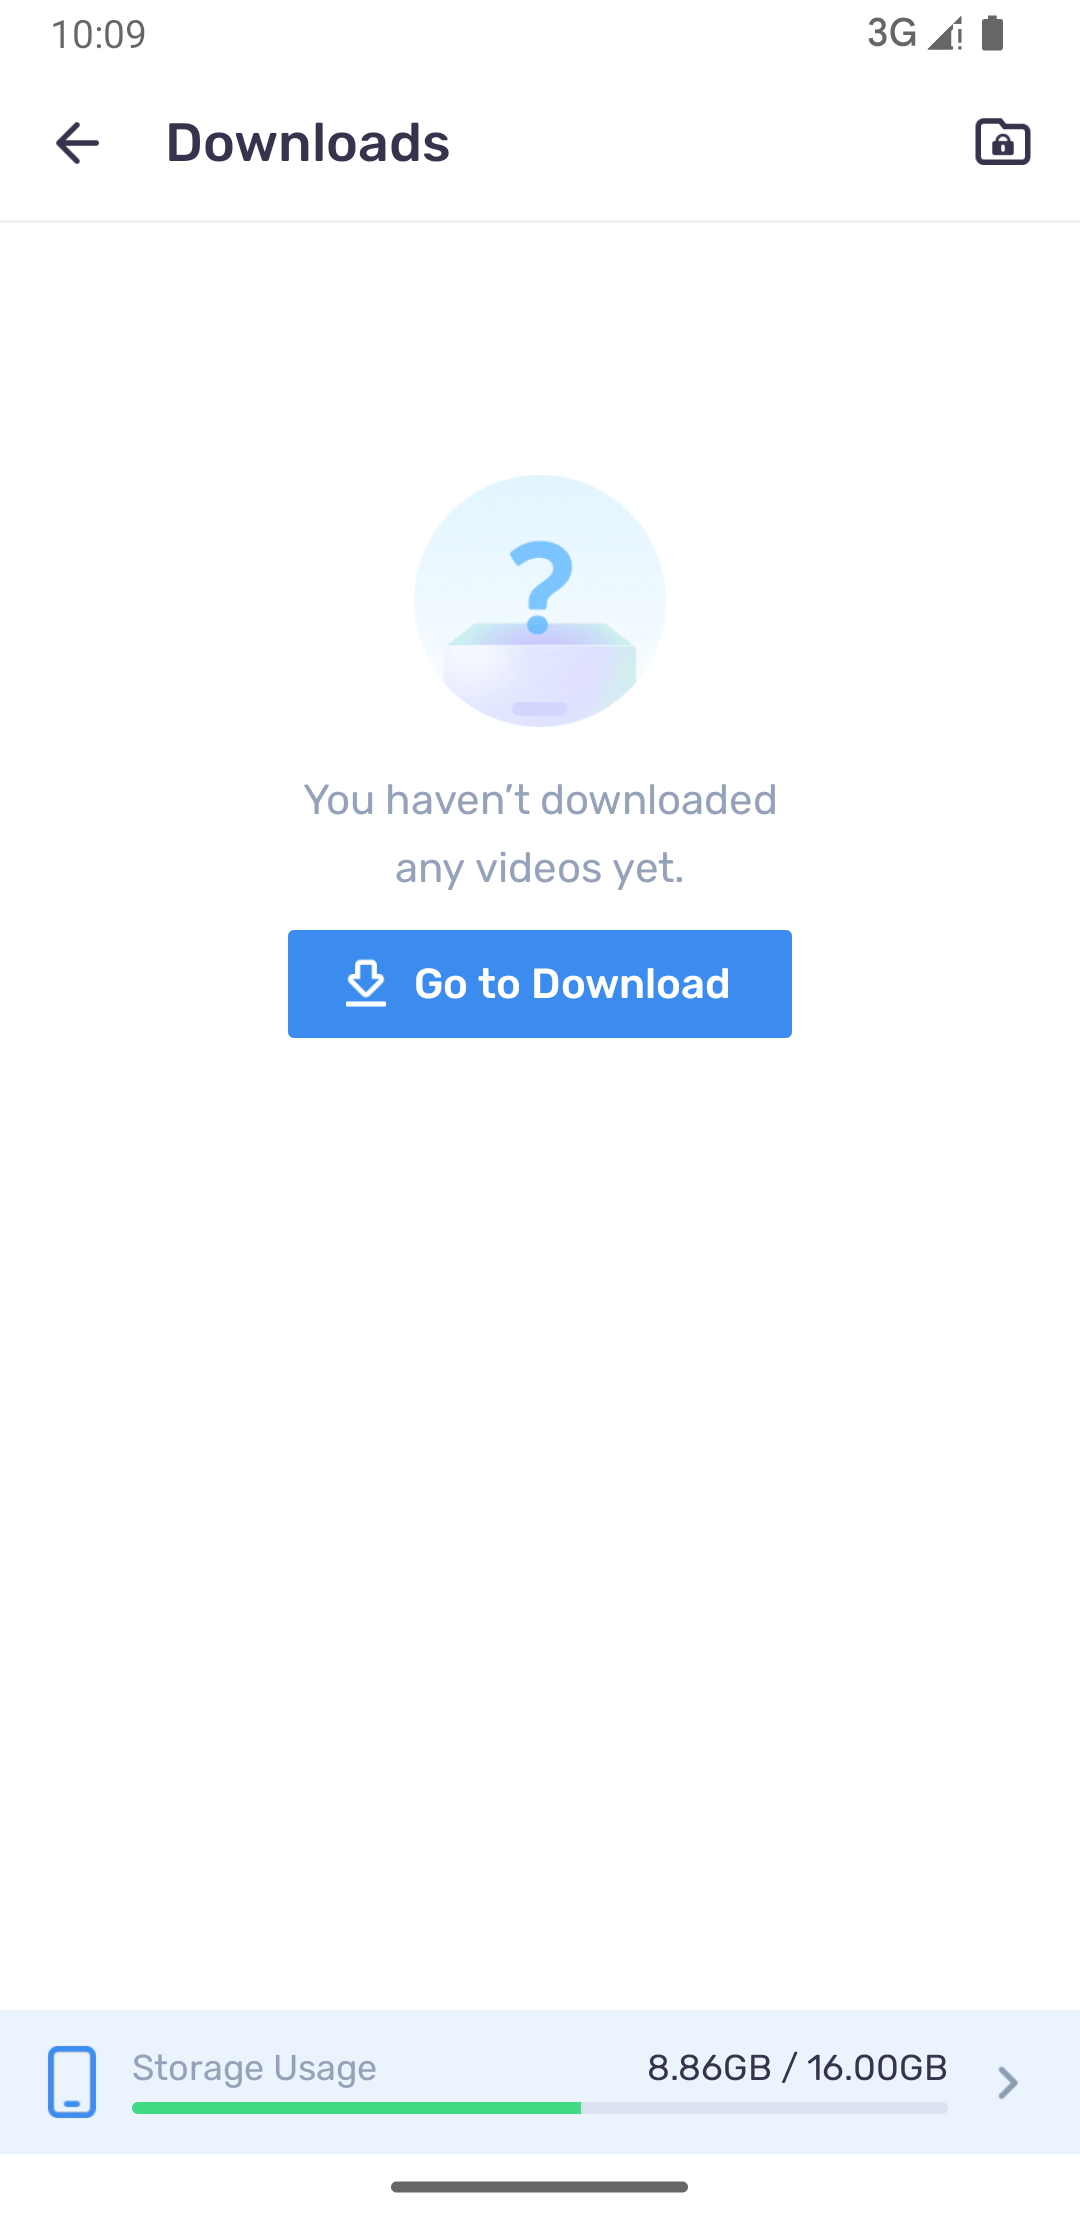 10:09
3G
Downloads
?
You haven’t downloaded
any videos yet.
Go to Download
Storage Usage
8.86GB / 16.00GB